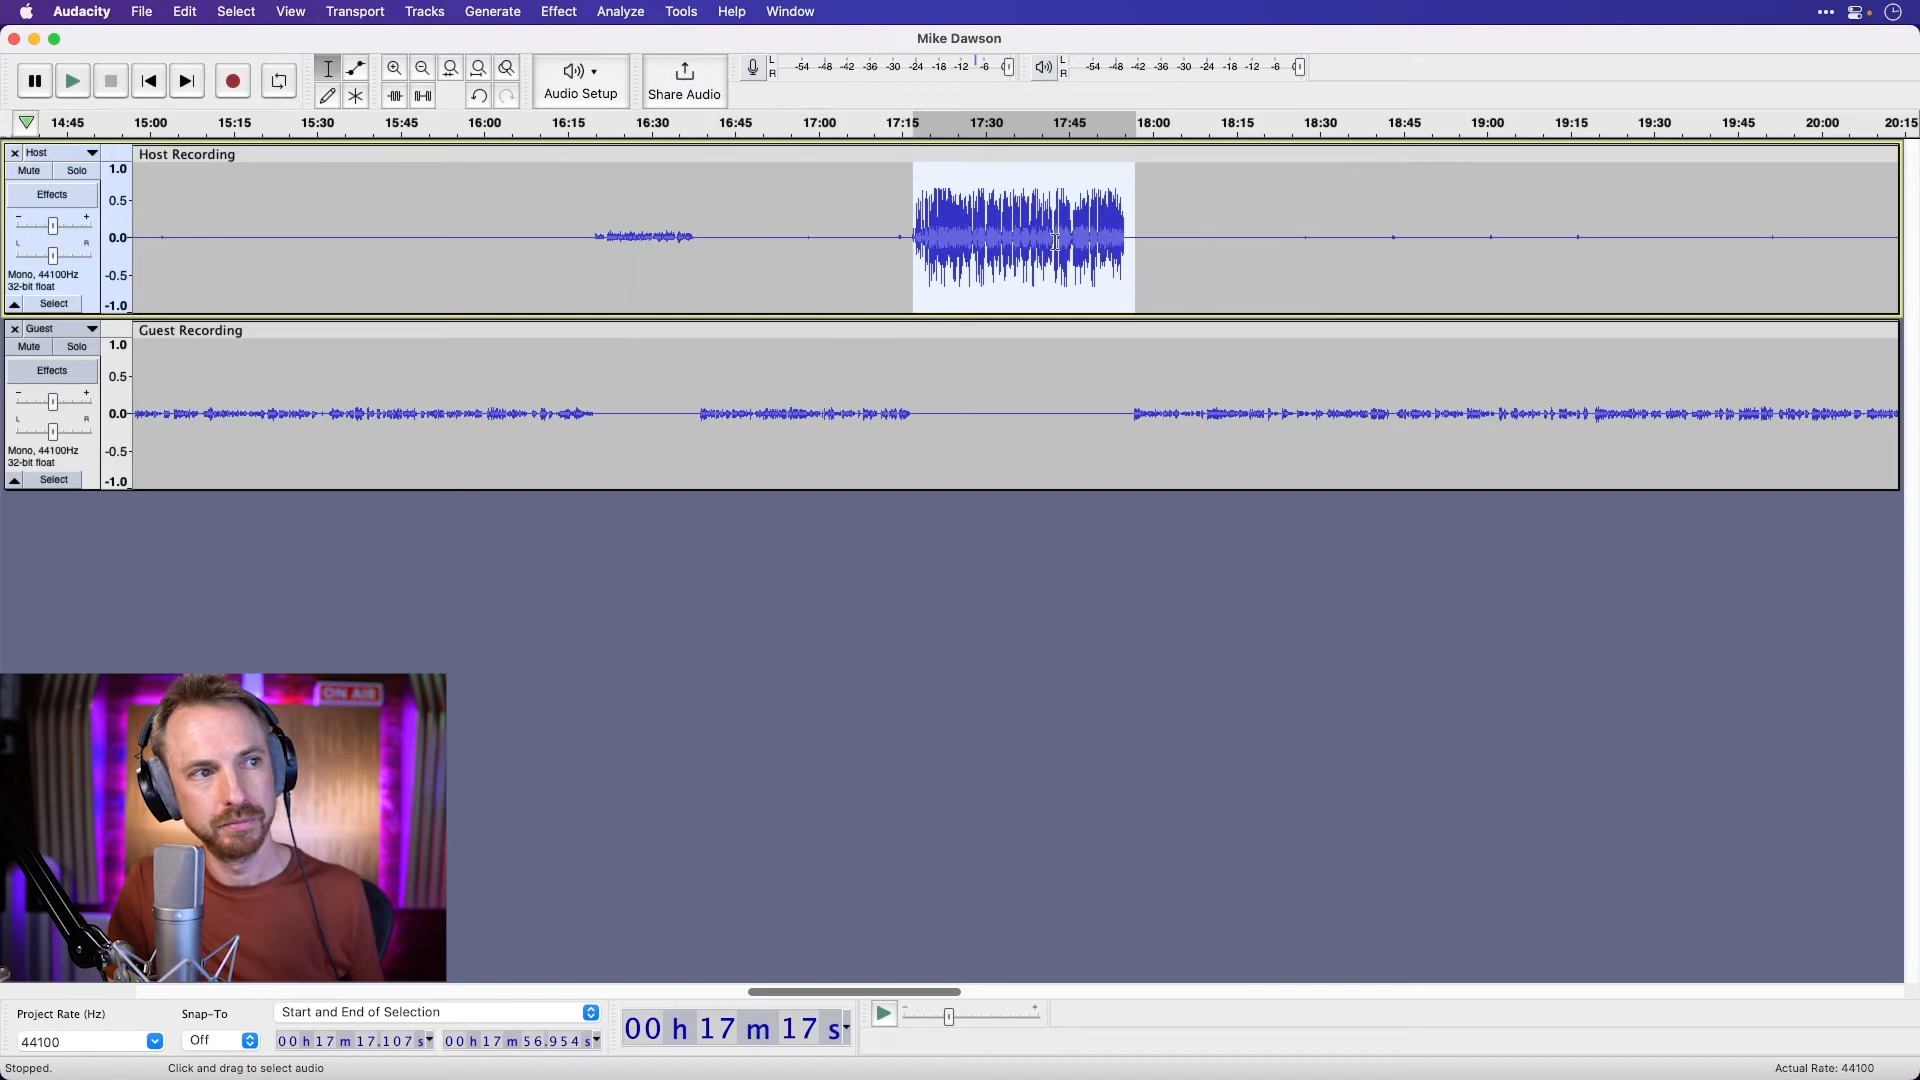 Audacity File Edit Select View Transport Tracks Generate Effect Analyze Tools Help Window
Mike Dawson
Audio Setup
Share Audio
L
R
-54 -48 -42 -36 -30 -24 -18 -12 -6 0
L
R
-54 -48 -42 -36 -30 -24 -18 -12 -6 0
14:45 15:00 15:15 15:30 15:45 16:00 16:15 16:30 16:45 17:00 17:15 17:30 17:45 18:00 18:15 18:30 18:45 19:00 19:15 19:30 19:45 20:00 20:15
Host
Host Recording
Mute Solo
Effects
- +
L R
Mono, 44100Hz
32-bit float
Select
1.0
0.5
0.0
-0.5
-1.0
Guest
Guest Recording
Mute Solo
Effects
- +
L R
Mono, 44100Hz
32-bit float
Select
1.0
0.5
0.0
-0.5
-1.0
ON AIR
Project Rate (Hz)
44100
Snap-To
Off
Start and End of Selection
00 h 17 m 17.107 s
00 h 17 m 56.954 s
00 h 17 m 17 s
- +
Stopped.
Click and drag to select audio
Actual Rate: 44100